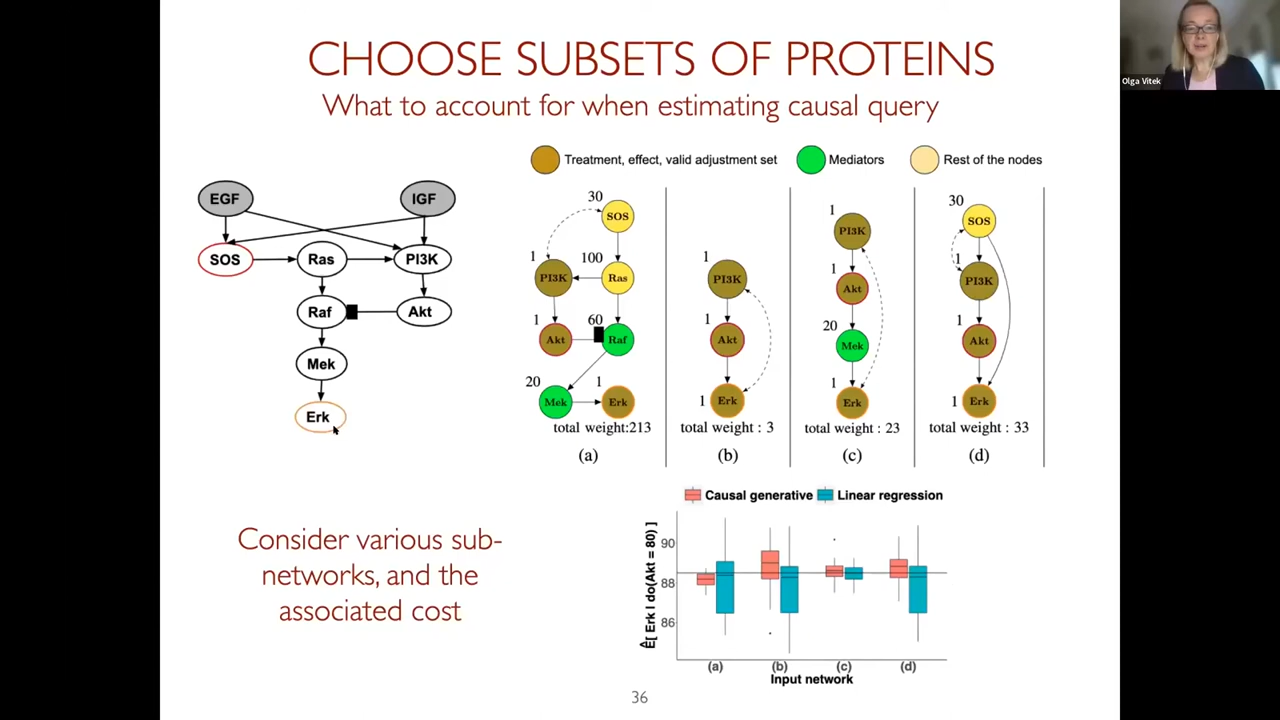 CHOOSE SUBSETS OF PROTEINS
What to account for when estimating causal query
Olga Vitek
Treatment, effect, valid adjustment set
Mediators
Rest of the nodes
EGF
IGF
SOS
Ras
PI3K
Raf
Akt
Mek
Erk
30
SOS
1
PI3K
100
Ras
1
Akt
60
Raf
20
Mek
1
Erk
total weight:213
(a)
1
PI3K
1
Akt
1
Erk
total weight : 3
(b)
1
PI3K
1
Akt
20
Mek
1
Erk
total weight : 23
(c)
30
SOS
1
PI3K
1
Akt
1
Erk
total weight : 33
(d)
Consider various sub-
networks, and the
associated cost
Causal generative
Linear regression
Ê[ Erk I do(Akt = 80) ]
90
88
86
(a)
(b)
(c)
(d)
Input network
36